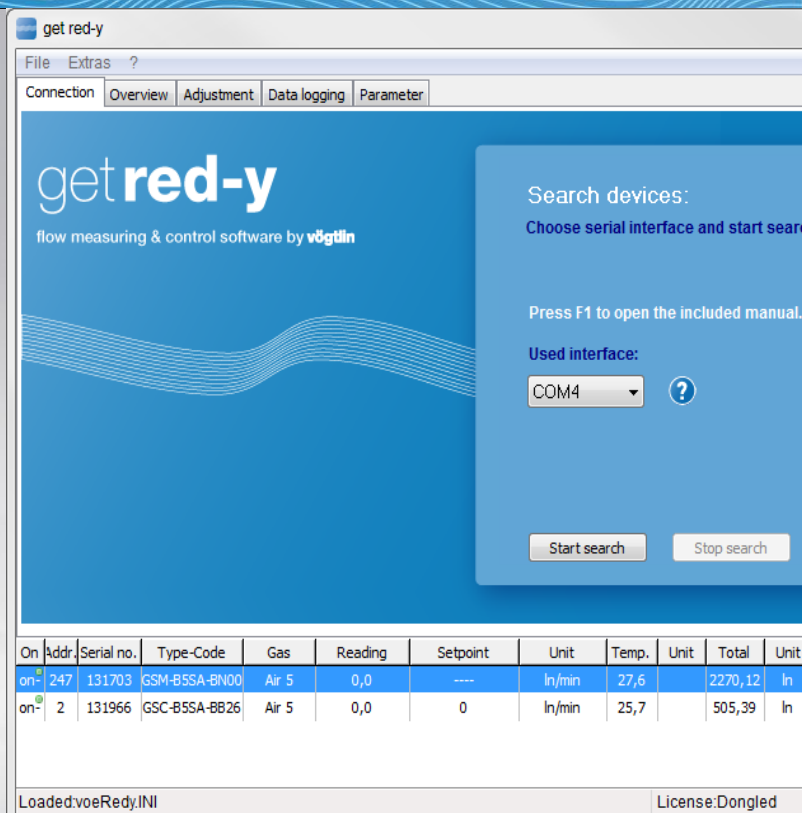 get red-y
File Extras ?
Connection Overview Adjustment Data logging Parameter
get red-y
flow measuring & control software by vögtlin
Search devices:
Choose serial interface and start
Press F1 to open the included manual.
Used interface:
COM4 ?
Start search Stop search
On Addr. Serial no. Type-Code Gas Reading Setpoint Unit Temp. Unit Total Unit
on- 247 131703 GSM-B5SA-BN00 Air 5 0,0 ---- ln/min 27,6 2270,12 ln
on- 2 131966 GSC-B5SA-BB26 Air 5 0,0 0 ln/min 25,7 505,39 ln
Loaded:voeRedy.INI License:Dongled